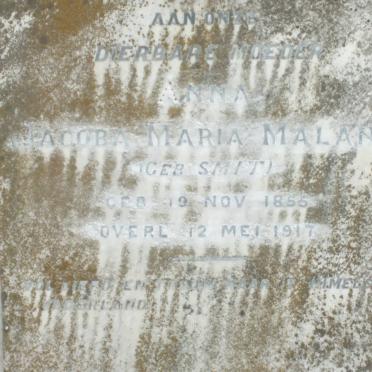 AAN ONZE
DIERBARE MOEDER
ANNA
JACOBA MARIA MALAN
(GEB SMIT)
GEB 19 NOV 1855
OVERL 12 MEI 1917